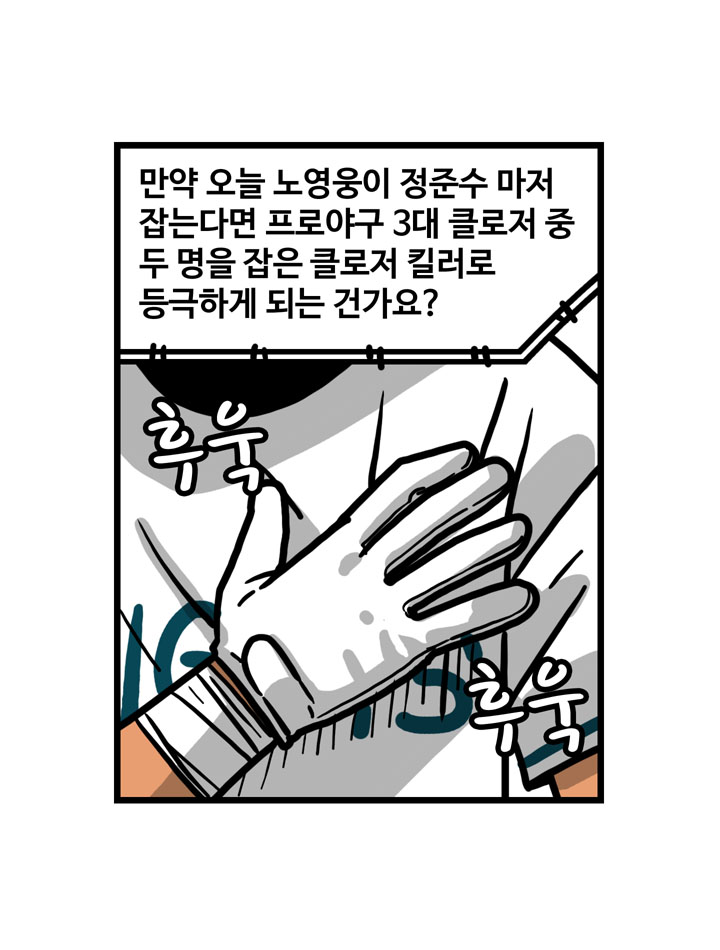 만약 오늘 노영웅이 정준수 마저
잡는다면 프로야구 3대 클로저 중
두 명을 잡은 클로저 킬러로
등극하게 되는 건가요?
후욱
후욱